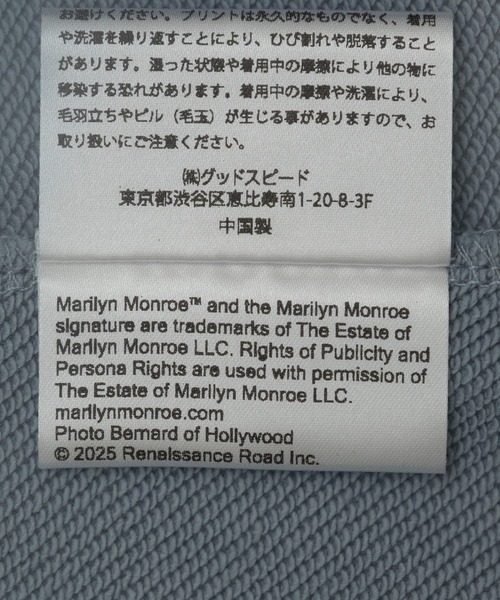 お避けください。プリントは永久的なものでなく、着用
や洗濯を繰り返すことにより、ひび割れや脱落すること
があります。湿った状態や着用中の摩擦により他の物に
移染する恐れがあります。着用中の摩擦や洗濯により、
毛羽立ちやピル（毛玉）が生じる事がありますので、お
取り扱いにご注意ください。
㈱グッドスピード
東京都渋谷区恵比寿南1-20-8-3F
中国製
Marilyn Monroe™ and the Marilyn Monroe
signature are trademarks of The Estate of
Marilyn Monroe LLC. Rights of Publicity and
Persona Rights are used with permission of
The Estate of Marilyn Monroe LLC.
marilynmonroe.com
Photo Bernard of Hollywood
© 2025 Renaissance Road Inc.